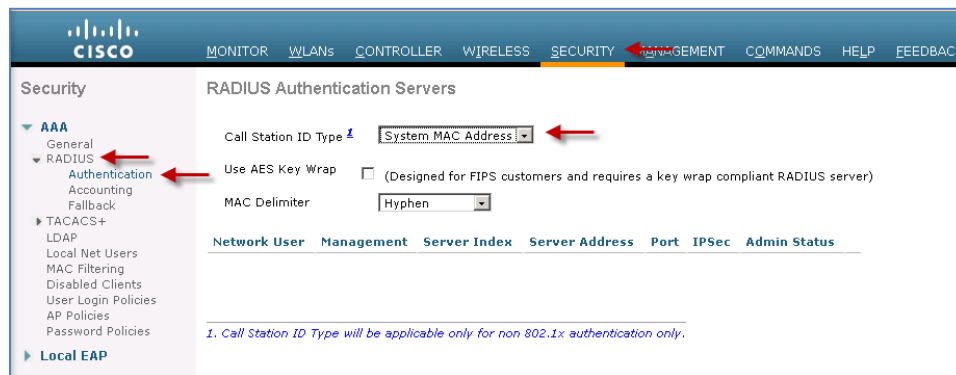 CISCO
MONITOR WLANs CONTROLLER WIRELESS SECURITY MANAGEMENT COMMANDS HELP FEEDBAC
Security
AAA
General
RADIUS
Authentication
Accounting
Fallback
TACACS+
LDAP
Local Net Users
MAC Filtering
Disabled Clients
User Login Policies
AP Policies
Password Policies
Local EAP
RADIUS Authentication Servers
Call Station ID Type 1 System MAC Address
Use AES Key Wrap (Designed for FIPS customers and requires a key wrap compliant RADIUS server)
MAC Delimiter Hyphen
Network User Management Server Index Server Address Port IPSec Admin Status
1. Call Station ID Type will be applicable only for non 802.1x authentication only.